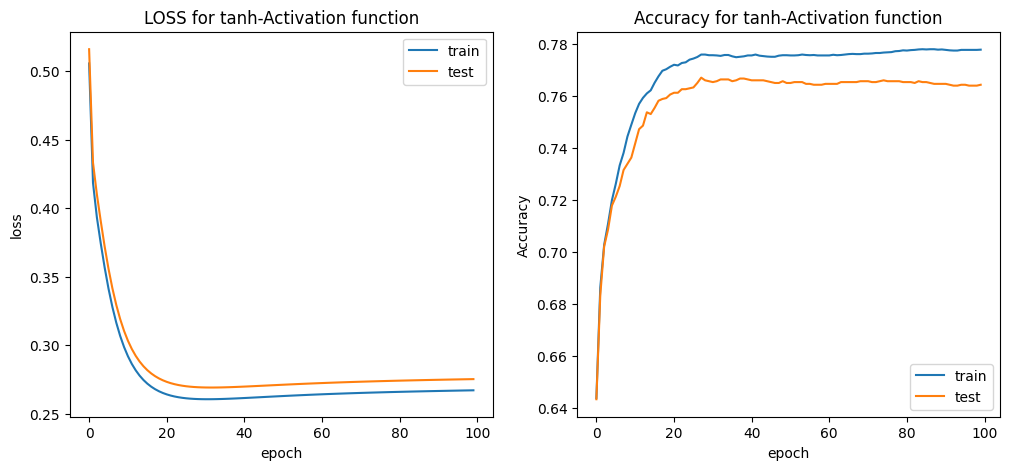 LOSS for tanh-Activation function
train
test
0.50
0.45
0.40
0.35
0.30
0.25
loss
0
20
40
60
80
100
epoch
Accuracy for tanh-Activation function
0.78
0.76
0.74
0.72
0.70
0.68
0.66
0.64
Accuracy
train
test
0
20
40
60
80
100
epoch